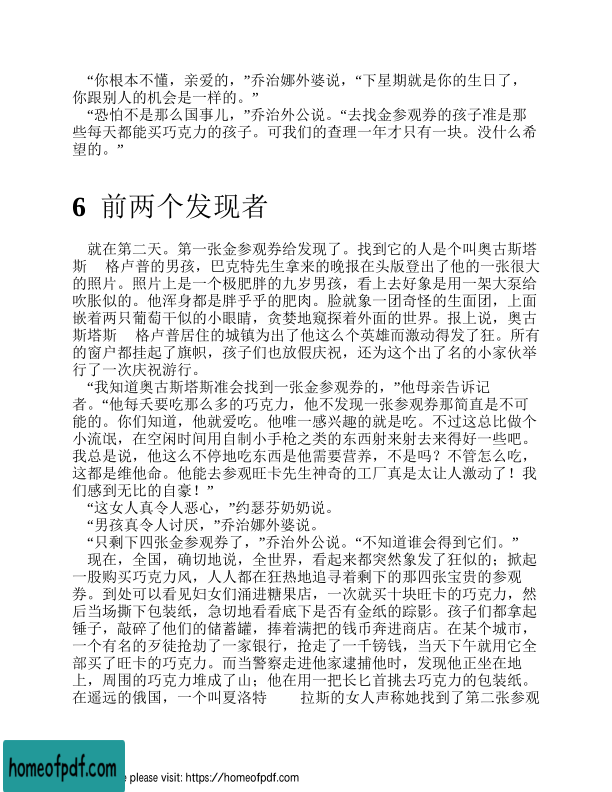 “你根本不懂，亲爱的，”乔治娜外婆说，“下星期就是你的生日了，
你跟别人的机会是一样的。”
“恐怕不是那么国事儿，”乔治外公说。“去找金参观券的孩子准是那
些每天都能买巧克力的孩子。可我们的查理一年才只有一块。没什么希
望的。”
6 前两个发现者
就在第二天。第一张金参观券给发现了。找到它的人是个叫奥古斯塔
斯 格卢普的男孩，巴克特先生拿来的晚报在头版登出了他的一张很大
的照片。照片上是一个极肥胖的九岁男孩，看上去好象是用一架大泵给
吹胀似的。他浑身都是胖乎乎的肥肉。脸就象一团奇怪的生面团，上面
嵌着两只葡萄干似的小眼睛，贪婪地窥探着外面的世界。报上说，奥古
斯塔斯 格卢普居住的城镇为出了他这么个英雄而激动得发了狂。所有
的窗户都挂起了旗帜，孩子们也放假庆祝，还为这个出了名的小家伙举
行了一次庆祝游行。
“我知道奥古斯塔斯准会找到一张金参观券的，”他母亲告诉记
者。“他每天要吃那么多的巧克力，他不发现一张参观券那简直是不可
能的。你们知道，他就爱吃。他唯一感兴趣的就是吃。不过这总比做个
小流氓，在空闲时间用自制小手枪之类的东西射来射去来得好一些吧。
我总是说，他这么不停地吃东西是他需要营养，不是吗？不管怎么吃，
这都是维他命。他能去参观旺卡先生神奇的工厂真是太让人激动了！我
们感到无比的自豪！”
“这女人真令人恶心，”约瑟芬奶奶说。
“男孩真令人讨厌，”乔治娜外婆说。
“只剩下四张金参观券了，”乔治外公说。“不知道谁会得到它们。”
现在，全国，确切地说，全世界，看起来都突然象发了狂似的；掀起
一股购买巧克力风，人人都在狂热地追寻着剩下的那四张宝贵的参观
券。到处可以看见妇女们涌进糖果店，一次就买十块旺卡的巧克力，然
后当场撕下包装纸，急切地看看底下是否有金纸的踪影。孩子们都拿起
锤子，敲碎了他们的储蓄罐，捧着满把的钱币奔进商店。在某个城市，
一个有名的歹徒抢劫了一家银行，抢走了一千镑钱，当天下午就用它全
部买了旺卡的巧克力。而当警察走进他家逮捕他时，发现他正坐在地
上，周围的巧克力堆成了山；他在用一把长匕首挑去巧克力的包装纸。
在遥远的俄国，一个叫夏洛特 拉斯的女人声称她找到了第二张参观
homeofpdf.com
e please visit: https://homeofpdf.com